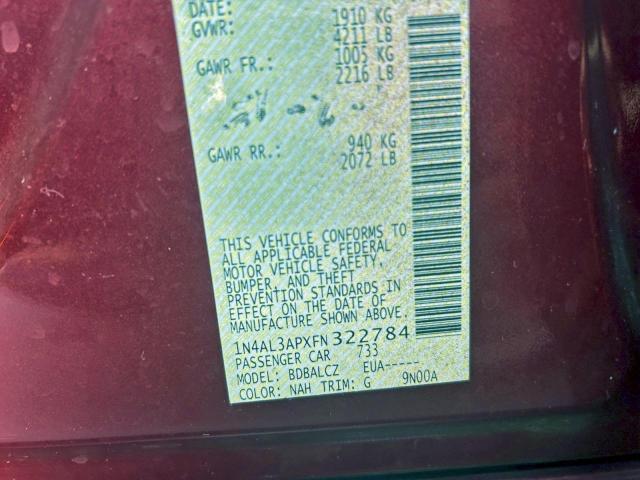 DATE:
GVWR: 1910 KG
4211 LB
GAWR FR.: 1005 KG
2216 LB
GAWR RR.: 940 KG
2072 LB
THIS VEHICLE CONFORMS TO
ALL APPLICABLE FEDERAL
MOTOR VEHICLE SAFETY,
BUMPER, AND THEFT
PREVENTION STANDARDS IN
EFFECT ON THE DATE OF
MANUFACTURE SHOWN ABOVE.
1N4AL3APXFN322784
PASSENGER CAR 733
MODEL: BDBALCZ EUA-----
COLOR: NAH TRIM: G 9N00A